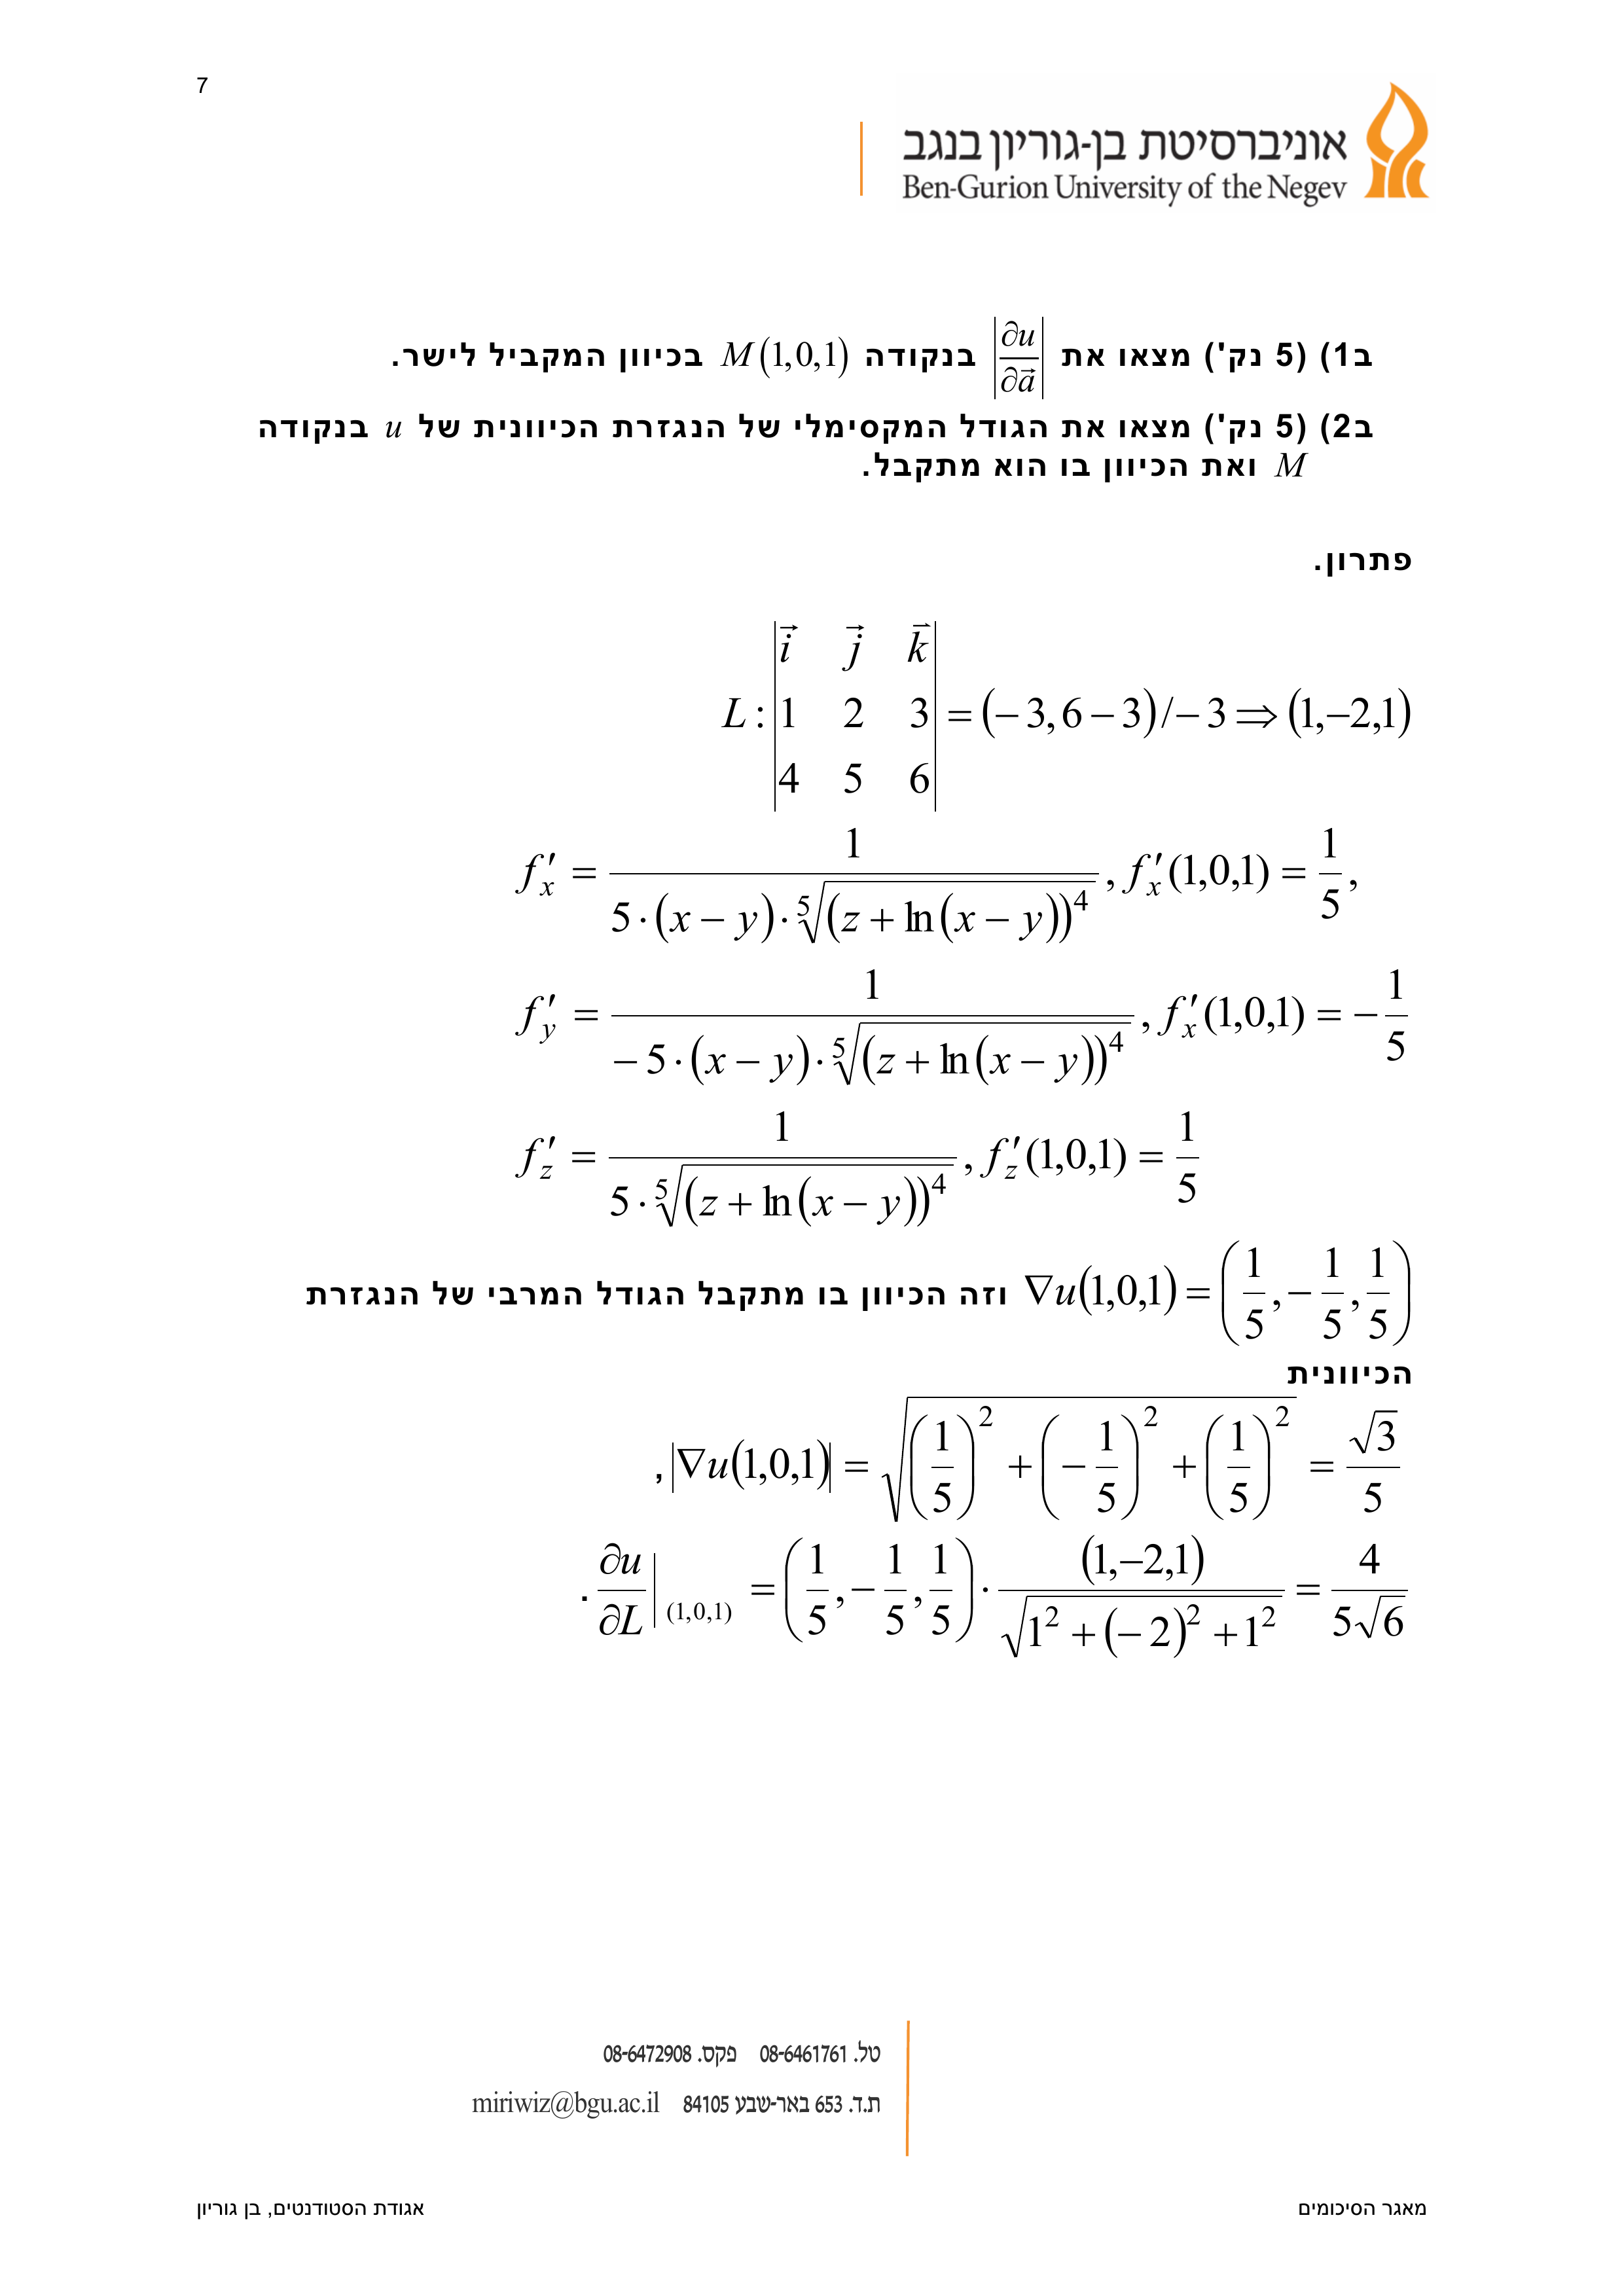 7
אוניברסיטת בן-גוריון בנגב
Ben-Gurion University of the Negev
ב1) (5 נק') מצאו את $\left|\frac{\partial u}{\partial \vec{a}}\right|$ בנקודה $M(1,0,1)$ בכיוון המקביל לישר.
ב2) (5 נק') מצאו את הגודל המקסימלי של הנגזרת הכיוונית של $u$ בנקודה
$M$ ואת הכיוון בו הוא מתקבל.
פתרון.
$L: \begin{vmatrix} \vec{i} & \vec{j} & \vec{k} \\ 1 & 2 & 3 \\ 4 & 5 & 6 \end{vmatrix} = (-3,6-3)/-3 \Rightarrow (1,-2,1)$
$f_x' = \frac{1}{5\cdot(x-y)\cdot\sqrt[5]{(z+\ln(x-y))^4}}, f_x'(1,0,1) = \frac{1}{5},$
$f_y' = \frac{1}{-5\cdot(x-y)\cdot\sqrt[5]{(z+\ln(x-y))^4}}, f_x'(1,0,1) = -\frac{1}{5}$
$f_z' = \frac{1}{5\cdot\sqrt[5]{(z+\ln(x-y))^4}}, f_z'(1,0,1) = \frac{1}{5}$
$\nabla u(1,0,1) = \left(\frac{1}{5},-\frac{1}{5},\frac{1}{5}\right)$ וזה הכיוון בו מתקבל הגודל המרבי של הנגזרת
הכיוונית
$, |\nabla u(1,0,1)| = \sqrt{\left(\frac{1}{5}\right)^2+\left(-\frac{1}{5}\right)^2+\left(\frac{1}{5}\right)^2} = \frac{\sqrt{3}}{5}$
$. \left.\frac{\partial u}{\partial L}\right|_{(1,0,1)} = \left(\frac{1}{5},-\frac{1}{5},\frac{1}{5}\right)\cdot\frac{(1,-2,1)}{\sqrt{1^2+(-2)^2+1^2}} = \frac{4}{5\sqrt{6}}$
טל. 08-6461761 פקס. 08-6472908
ת.ד. 653 באר-שבע 84105 miriwiz@bgu.ac.il
מאגר הסיכומים אגודת הסטודנטים, בן גוריון